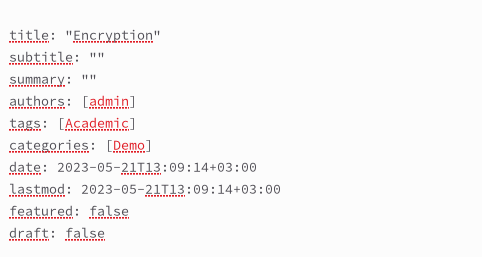 title: "Encryption"
subtitle: ""
summary: ""
authors: [admin]
tags: [Academic]
categories: [Demo]
date: 2023-05-21T13:09:14+03:00
lastmod: 2023-05-21T13:09:14+03:00
featured: false
draft: false